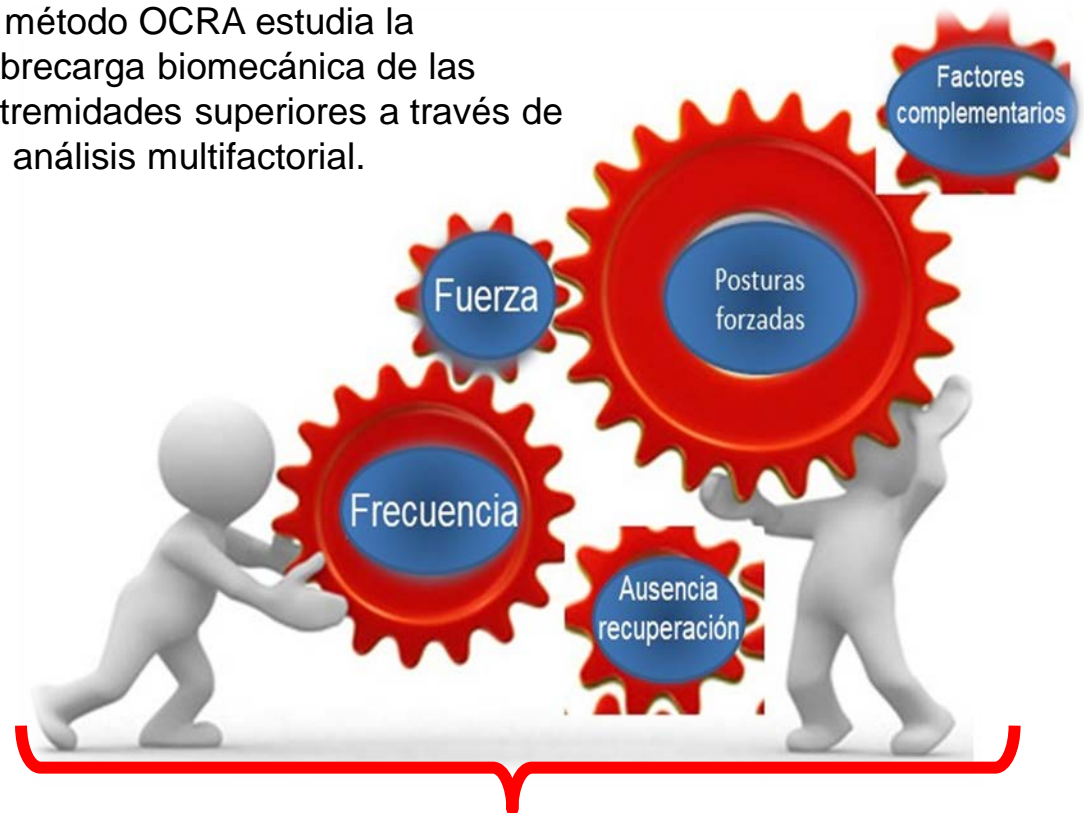 método OCRA estudia la
brecarga biomecánica de las
tremidades superiores a través de
análisis multifactorial.
Factores
complementarios
Fuerza
Posturas
forzadas
Frecuencia
Ausencia
recuperación